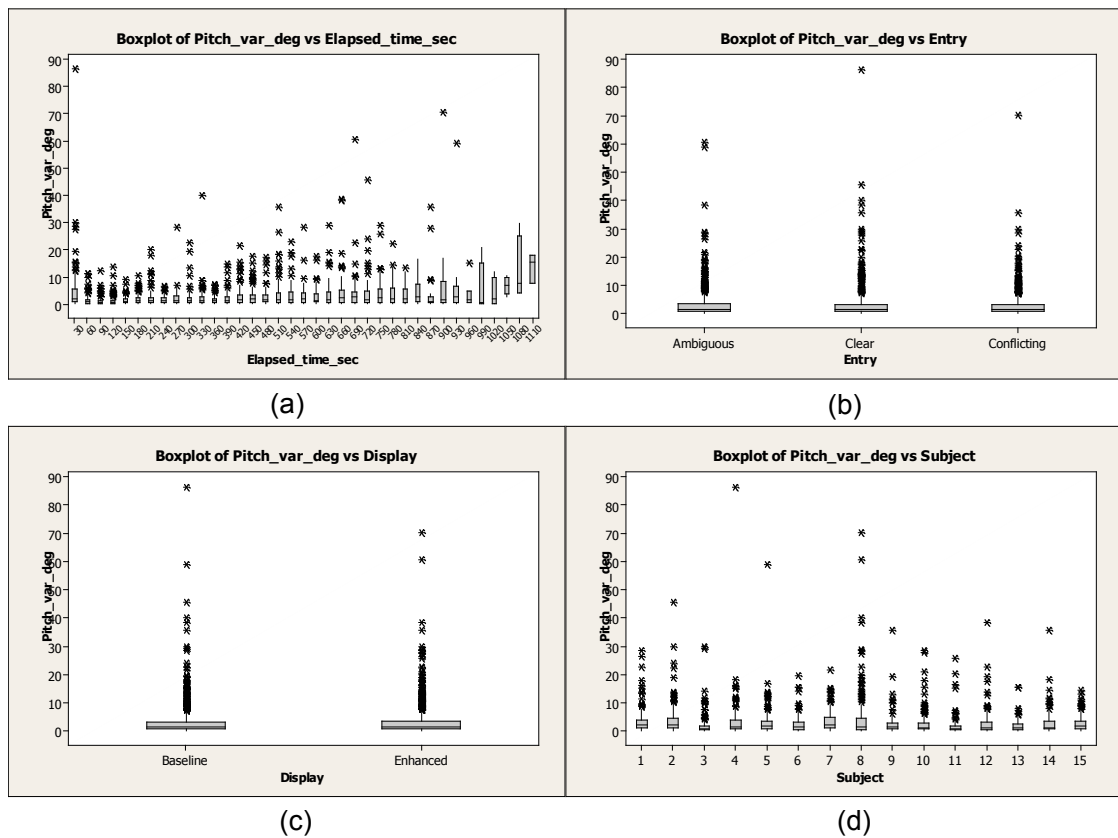 Boxplot of Pitch_var_deg vs Elapsed_time_sec
90
80
70
60
50
40
30
20
10
0
Pitch_var_deg
30 60 90 120 150 180 210 240 270 300 330 360 390 420 450 480 510 540 570 600 630 660 690 720 750 780 810 840 870 900 930 960 990 1020 1050 1080 1110
Elapsed_time_sec
(a)
Boxplot of Pitch_var_deg vs Entry
90
80
70
60
50
40
30
20
10
0
Pitch_var_deg
Ambiguous Clear Conflicting
Entry
(b)
Boxplot of Pitch_var_deg vs Display
90
80
70
60
50
40
30
20
10
0
Pitch_var_deg
Baseline Enhanced
Display
(c)
Boxplot of Pitch_var_deg vs Subject
90
80
70
60
50
40
30
20
10
0
Pitch_var_deg
1 2 3 4 5 6 7 8 9 10 11 12 13 14 15
Subject
(d)